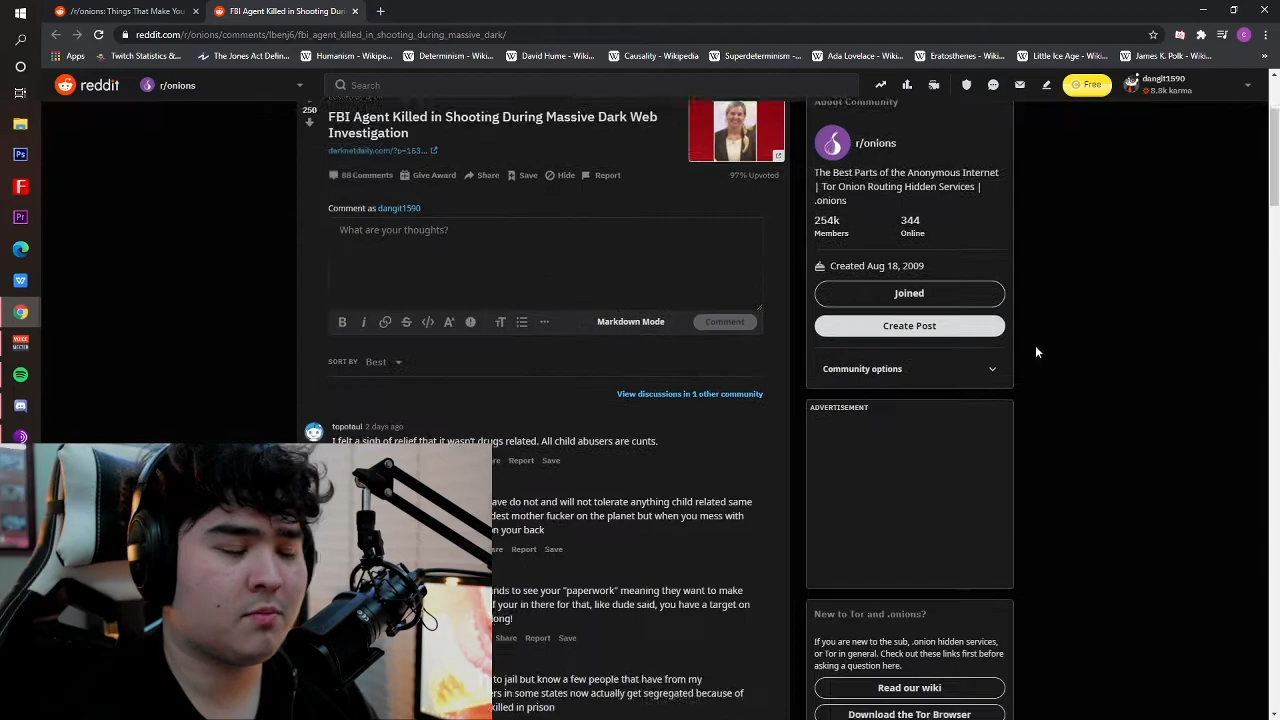 /r/onions: Things That Make You
FBI Agent Killed in Shooting Duri
reddit.com/r/onions/comments/lbenj6/fbi_agent_killed_in_shooting_during_massive_dark/
Apps
Twitch Statistics -...
The Jones Act Afte...
Humanism - Wikip...
Determinism - Wiki...
David Hume - Wiki...
Causality - Wikipedia
Superdeterminism -...
Ada Lovelace - Wiki...
Eratosthenes - Wiki...
Little Ice Age - Wiki...
James K. Polk - Wi...
reddit
r/onions
Search
Free
dangit1590
8.8k karma
250
FBI Agent Killed in Shooting During Massive Dark Web
Investigation
darknetdaily.com/?p=163...
88 Comments
Give Award
Share
Save
Hide
Report
97% Upvoted
Comment as dangit1590
What are your thoughts?
Markdown Mode
Comment
SORT BY Best
View discussions in 1 other community
topotaul 2 days ago
I felt a sigh of relief that it wasn't drugs related. All child abusers are cunts.
re Report Save
ave do not and will not tolerate anything child related same
dest mother fucker on the planet but when you mess with
on your back
are Report Save
nds to see your "paperwork" meaning they want to make
f your in there for that, like dude said, you have a target on
ong!
Share Report Save
to jail but know a few people that have from my
ers in some states now actually get segregated because of
killed in prison
About Community
r/onions
The Best Parts of the Anonymous Internet
| Tor Onion Routing Hidden Services |
.onions
254k
Members
344
Online
Created Aug 18, 2009
Joined
Create Post
Community options
ADVERTISEMENT
New to Tor and .onions?
If you are new to the sub, .onion hidden services,
or Tor in general. Check out these links first before
asking a question here.
Read our wiki
Download the Tor Browser